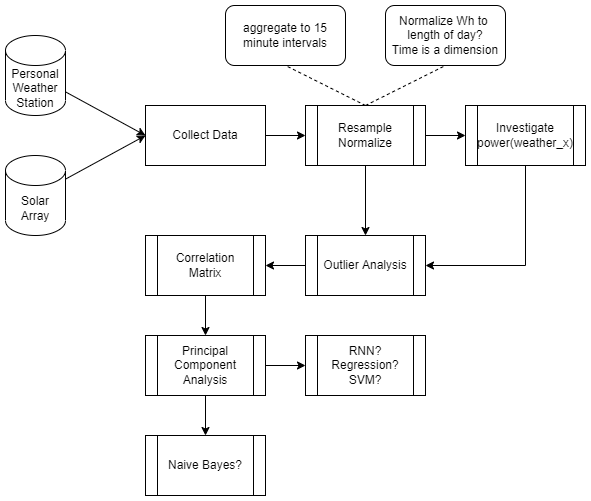 aggregate to 15
minute intervals
Normalize Wh to
length of day?
Time is a dimension
Personal
Weather
Station
Collect Data
Resample
Normalize
Investigate
power(weather_x)
Solar
Array
Correlation
Matrix
Outlier Analysis
Principal
Component
Analysis
RNN?
Regression?
SVM?
Naive Bayes?